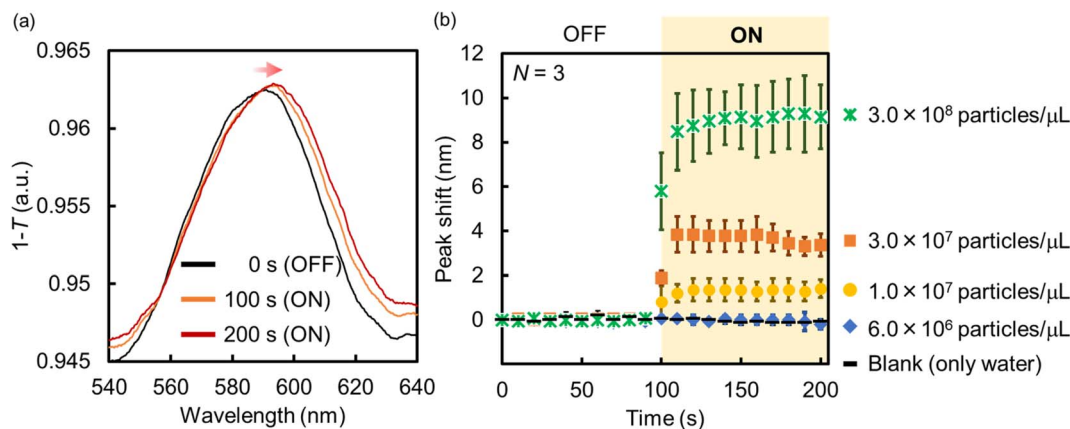 (a)
0.965
0.96
0.955
0.945
1-T (a.u.)
0 s (OFF)
100 s (ON)
200 s (ON)
540 560 580 600 620 640
Wavelength (nm)
(b)
OFF ON
N = 3
12
10
8
6
4
2
0
Peak shift (nm)
0 50 100 150 200
Time (s)
3.0 × 10⁸ particles/μL
3.0 × 10⁷ particles/μL
1.0 × 10⁷ particles/μL
6.0 × 10⁶ particles/μL
Blank (only water)